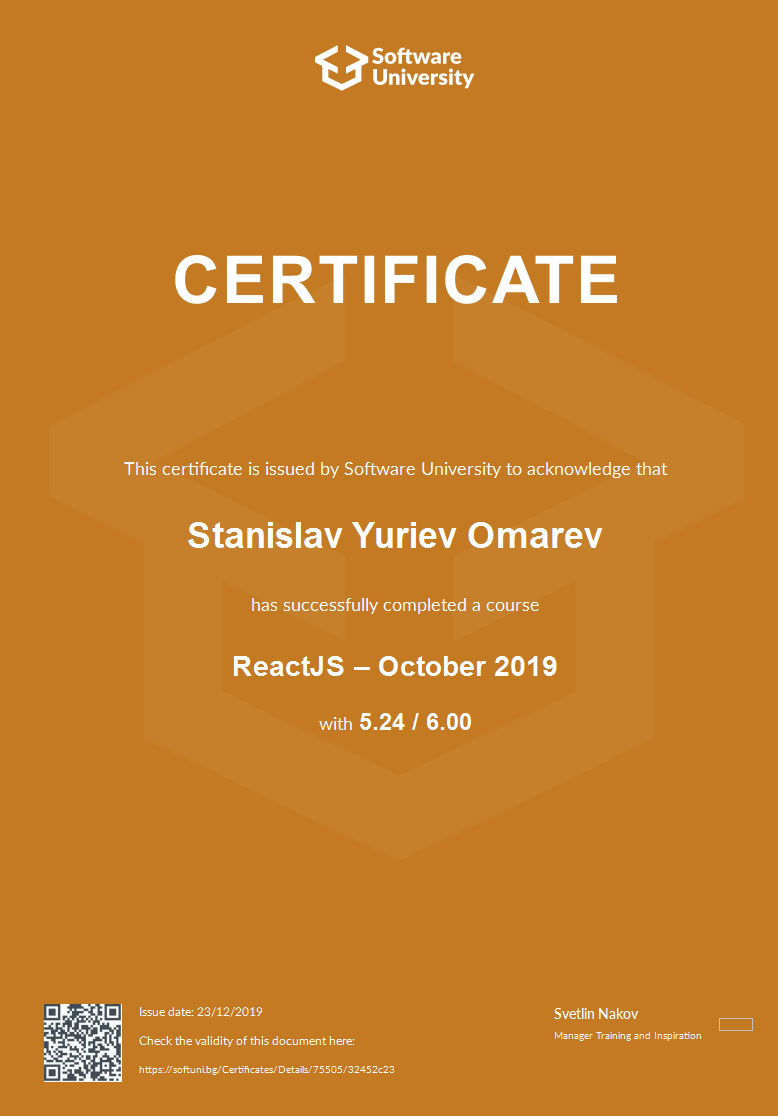 Software
University
CERTIFICATE
This certificate is issued by Software University to acknowledge that
Stanislav Yuriev Omarev
has successfully completed a course
ReactJS – October 2019
with 5.24 / 6.00
Issue date: 23/12/2019
Check the validity of this document here:
https://softuni.bg/Certificates/Details/75505/32452c23
Svetlin Nakov
Manager Training and Inspiration